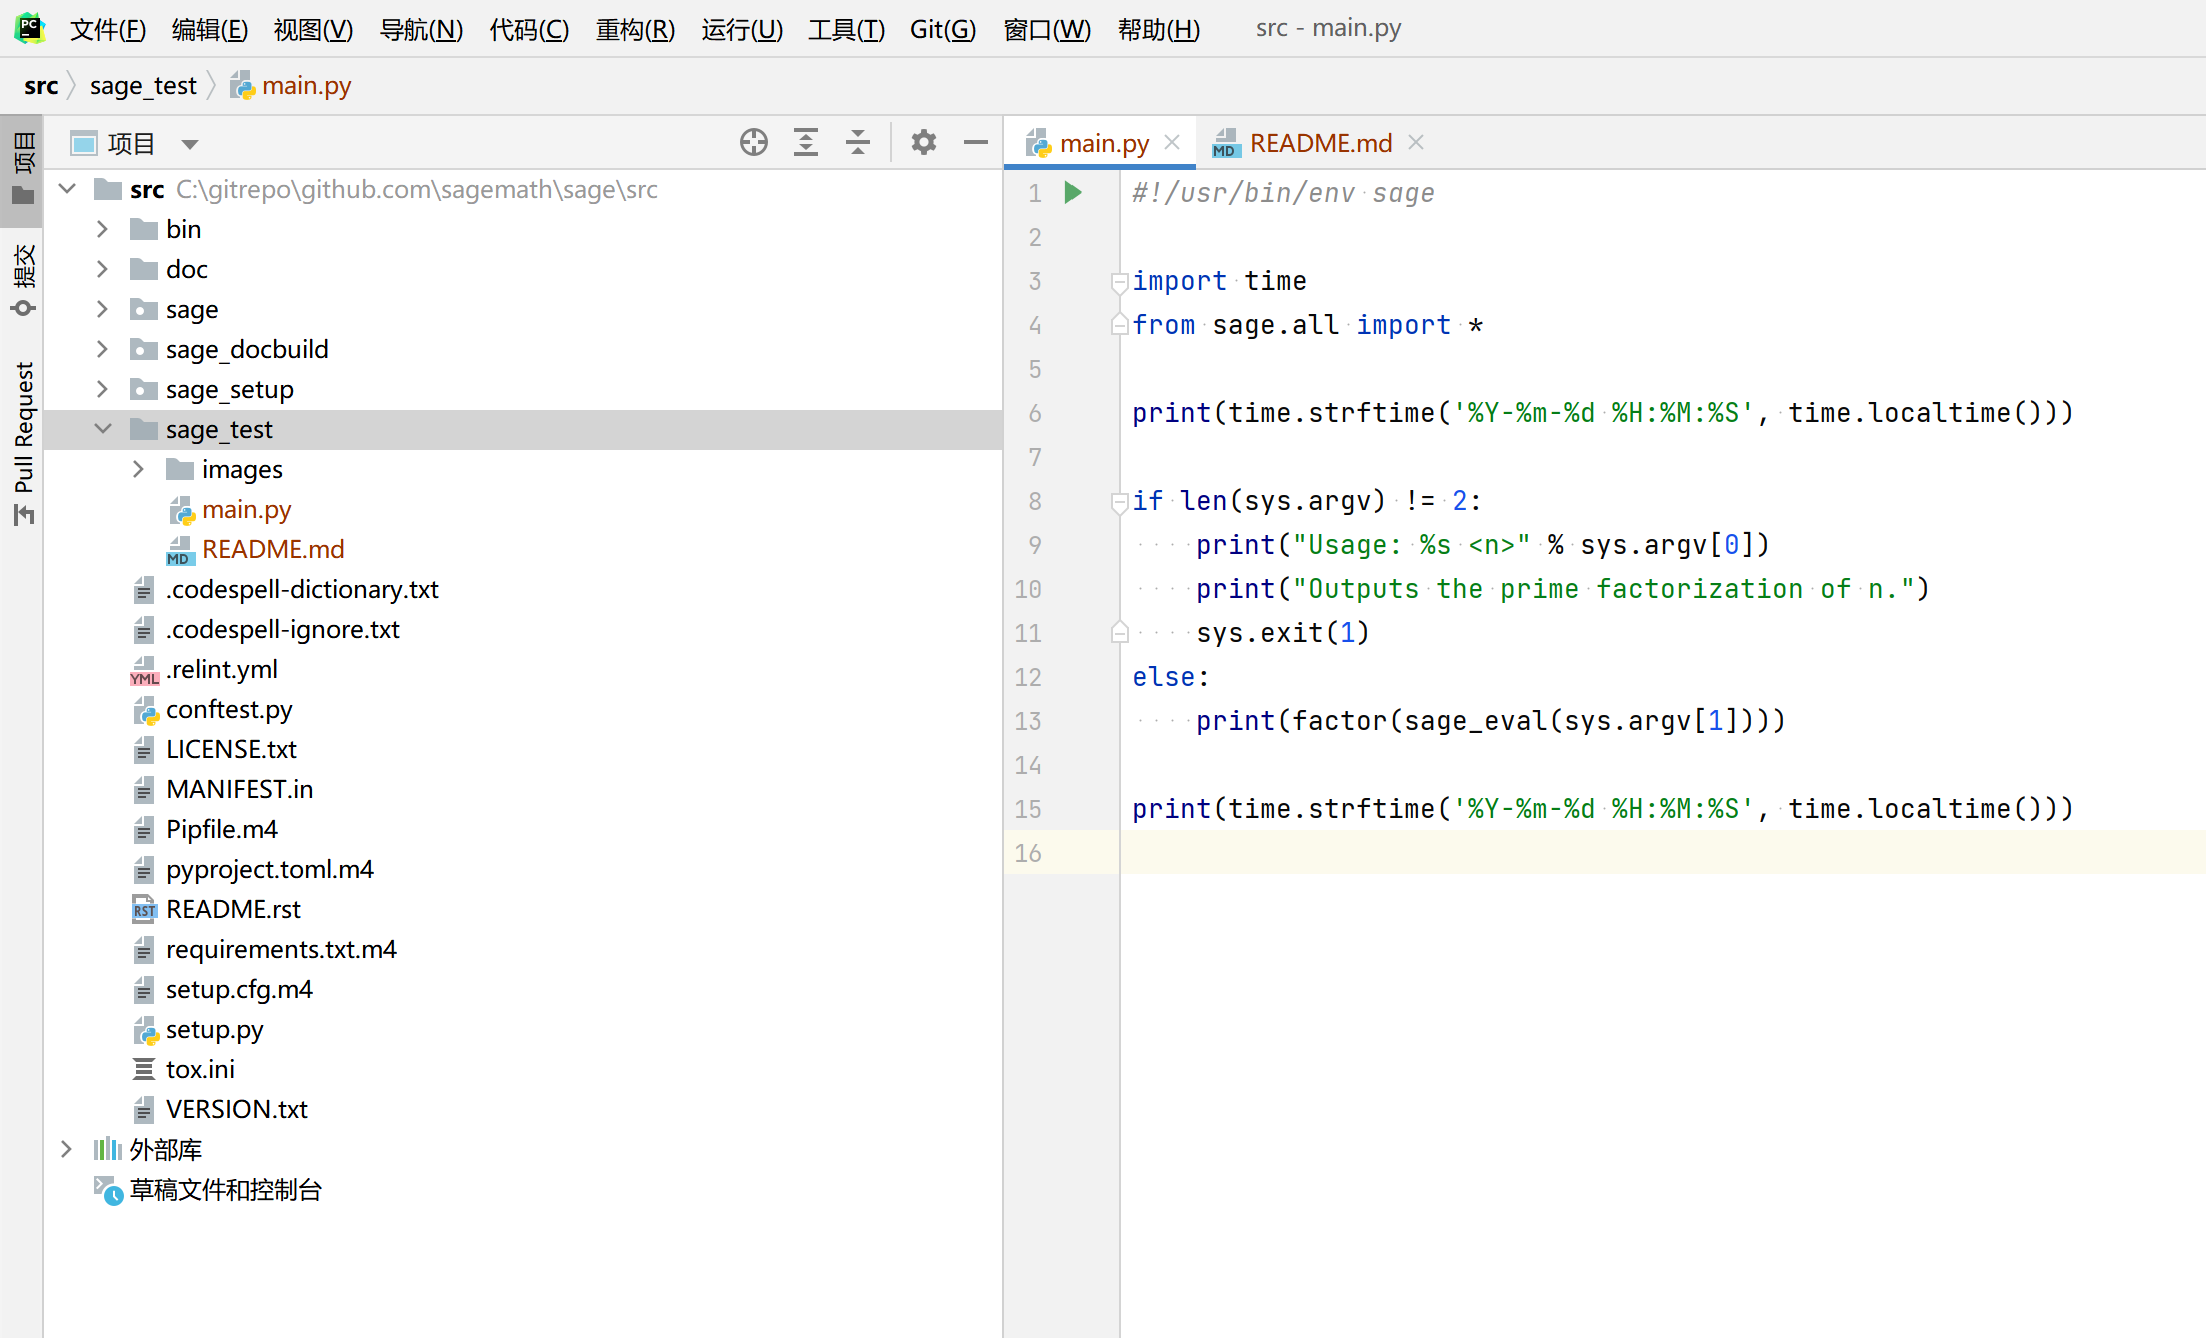 PC 文件(F) 编辑(E) 视图(V) 导航(N) 代码(C) 重构(R) 运行(U) 工具(T) Git(G) 窗口(W) 帮助(H) src - main.py
src sage_test main.py
项目
提交
Pull Request
项目
src C:\gitrepo\github.com\sagemath\sage\src
bin
doc
sage
sage_docbuild
sage_setup
sage_test
images
main.py
MD README.md
.codespell-dictionary.txt
.codespell-ignore.txt
YML .relint.yml
conftest.py
LICENSE.txt
MANIFEST.in
Pipfile.m4
pyproject.toml.m4
RST README.rst
requirements.txt.m4
setup.cfg.m4
setup.py
tox.ini
VERSION.txt
外部库
草稿文件和控制台
main.py MD README.md
1 #!/usr/bin/env sage
2
3 import time
4 from sage.all import *
5
6 print(time.strftime('%Y-%m-%d %H:%M:%S', time.localtime()))
7
8 if len(sys.argv) != 2:
9     print("Usage: %s <n>" % sys.argv[0])
10     print("Outputs the prime factorization of n.")
11     sys.exit(1)
12 else:
13     print(factor(sage_eval(sys.argv[1])))
14
15 print(time.strftime('%Y-%m-%d %H:%M:%S', time.localtime()))
16